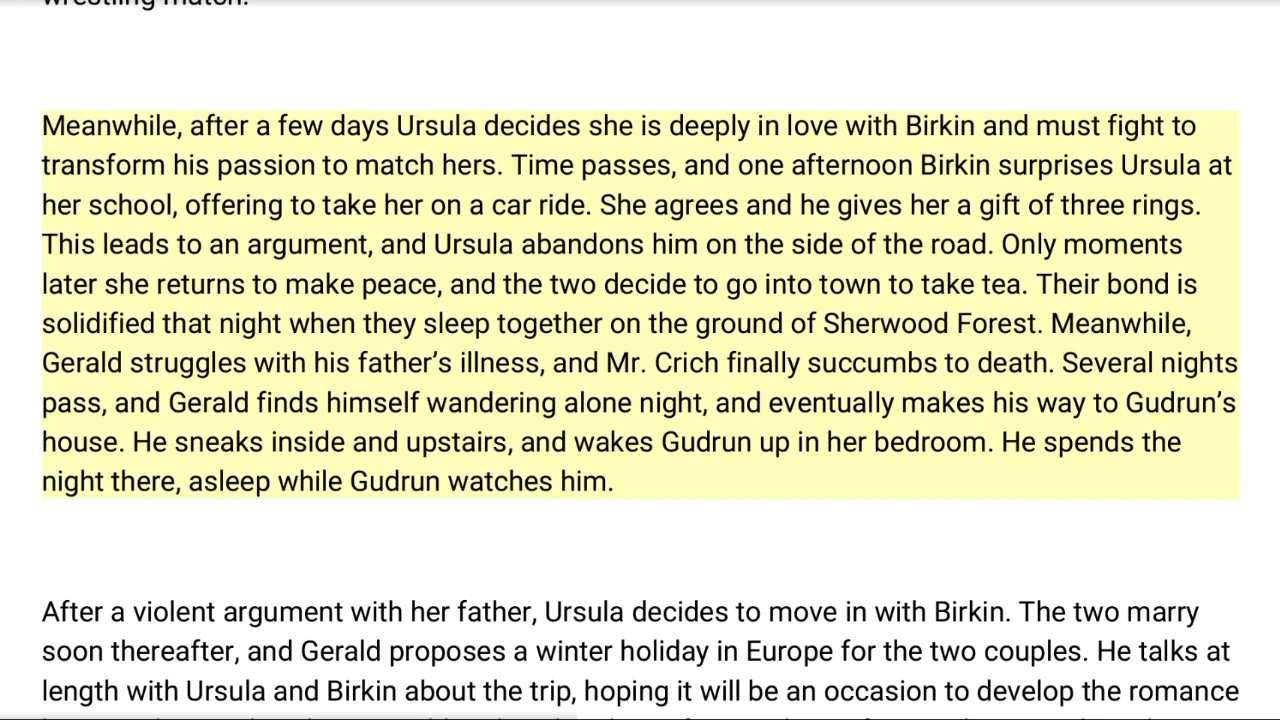 wrestling match.
Meanwhile, after a few days Ursula decides she is deeply in love with Birkin and must fight to
transform his passion to match hers. Time passes, and one afternoon Birkin surprises Ursula at
her school, offering to take her on a car ride. She agrees and he gives her a gift of three rings.
This leads to an argument, and Ursula abandons him on the side of the road. Only moments
later she returns to make peace, and the two decide to go into town to take tea. Their bond is
solidified that night when they sleep together on the ground of Sherwood Forest. Meanwhile,
Gerald struggles with his father’s illness, and Mr. Crich finally succumbs to death. Several nights
pass, and Gerald finds himself wandering alone night, and eventually makes his way to Gudrun’s
house. He sneaks inside and upstairs, and wakes Gudrun up in her bedroom. He spends the
night there, asleep while Gudrun watches him.
After a violent argument with her father, Ursula decides to move in with Birkin. The two marry
soon thereafter, and Gerald proposes a winter holiday in Europe for the two couples. He talks at
length with Ursula and Birkin about the trip, hoping it will be an occasion to develop the romance